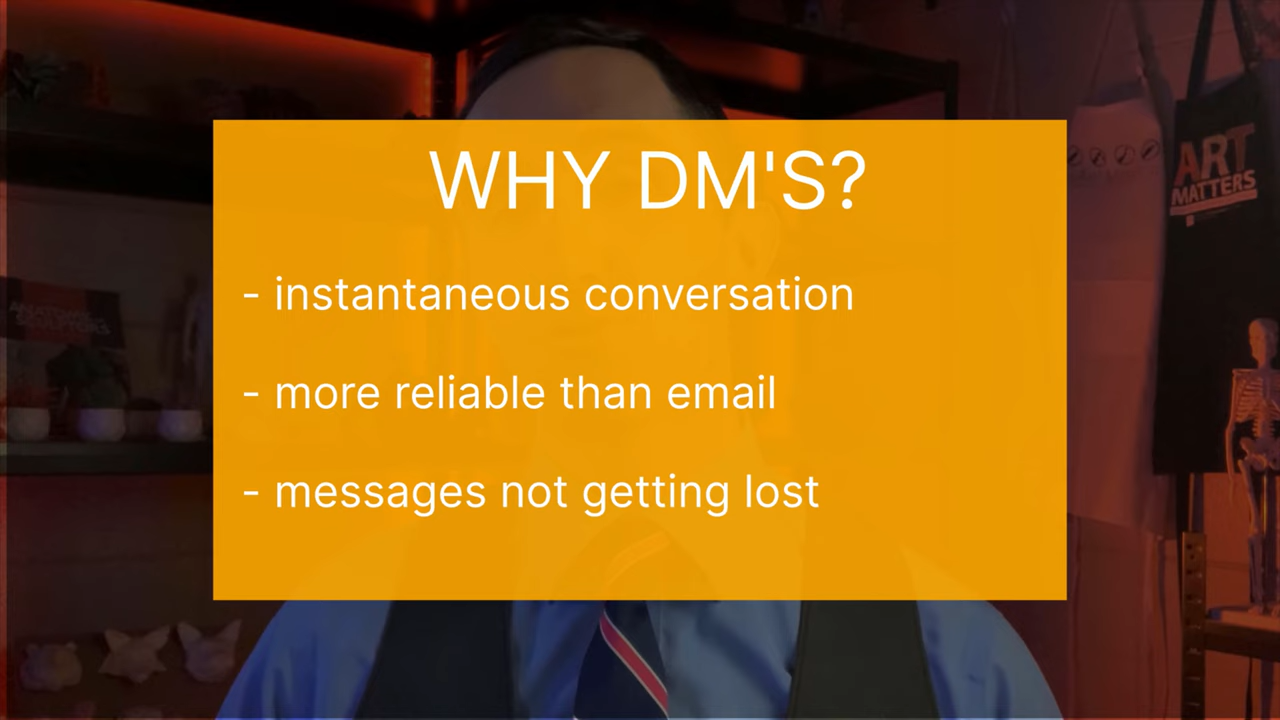 WHY DM'S?
- instantaneous conversation
- more reliable than email
- messages not getting lost
ART
MATTERS